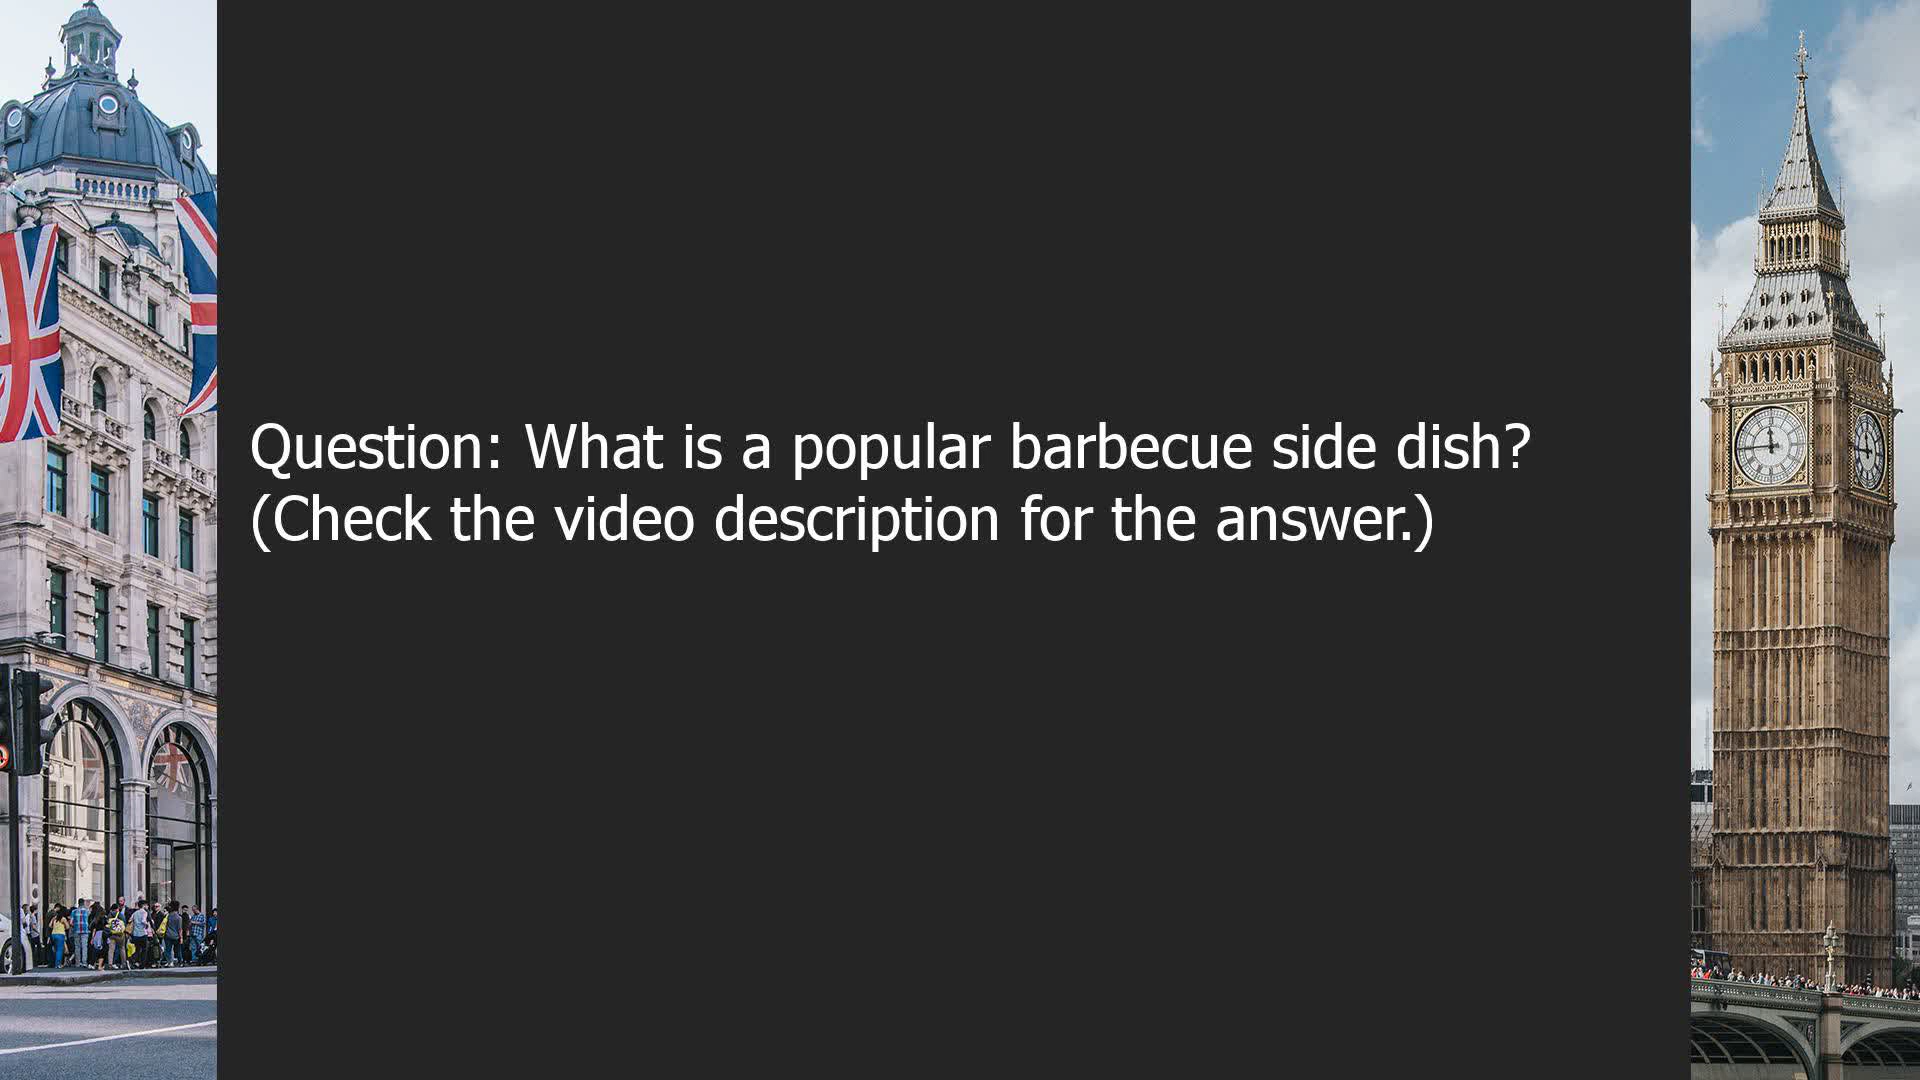 Question: What is a popular barbecue side dish?
(Check the video description for the answer.)